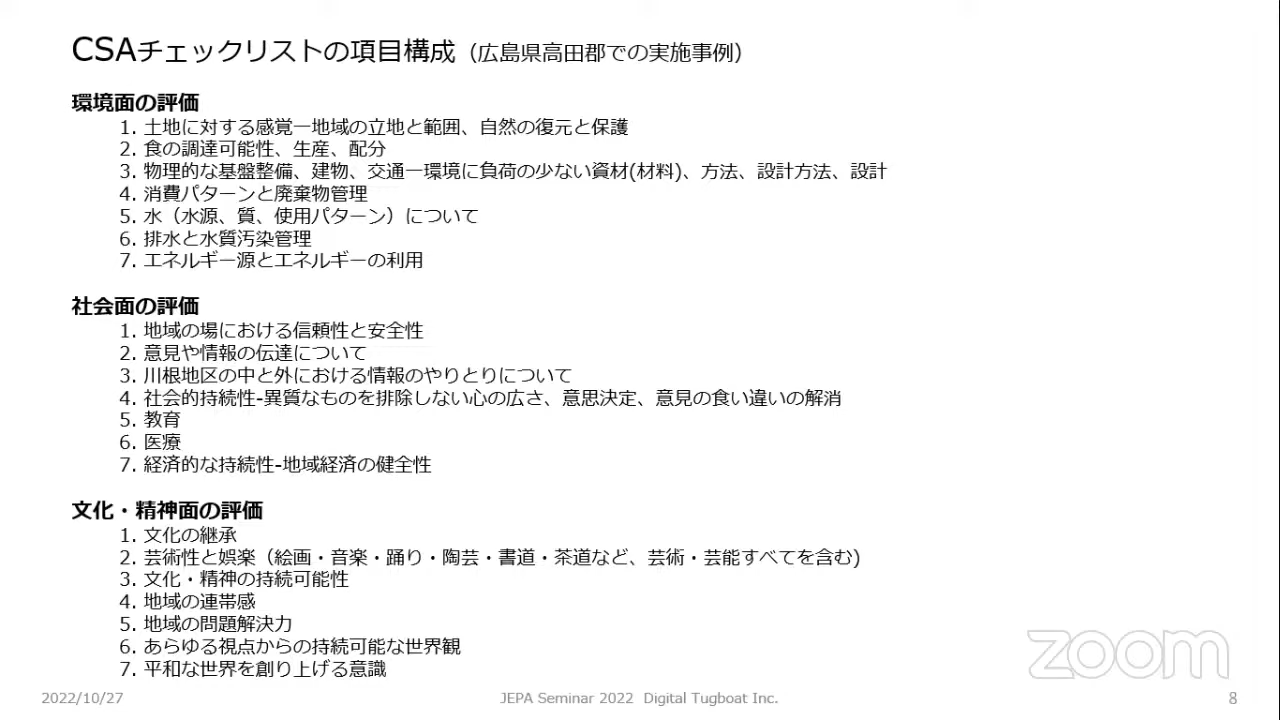 CSAチェックリストの項目構成（広島県高田郡での実施事例）
環境面の評価
1. 土地に対する感覚ー地域の立地と範囲、自然の復元と保護
2. 食の調達可能性、生産、配分
3. 物理的な基盤整備、建物、交通ー環境に負荷の少ない資材(材料)、方法、設計方法、設計
4. 消費パターンと廃棄物管理
5. 水（水源、質、使用パターン）について
6. 排水と水質汚染管理
7. エネルギー源とエネルギーの利用
社会面の評価
1. 地域の場における信頼性と安全性
2. 意見や情報の伝達について
3. 川根地区の中と外における情報のやりとりについて
4. 社会的持続性-異質なものを排除しない心の広さ、意思決定、意見の食い違いの解消
5. 教育
6. 医療
7. 経済的な持続性-地域経済の健全性
文化・精神面の評価
1. 文化の継承
2. 芸術性と娯楽（絵画・音楽・踊り・陶芸・書道・茶道など、芸術・芸能すべてを含む)
3. 文化・精神の持続可能性
4. 地域の連帯感
5. 地域の問題解決力
6. あらゆる視点からの持続可能な世界観
7. 平和な世界を創り上げる意識
zoom
2022/10/27 JEPA Seminar 2022 Digital Tugboat Inc. 8